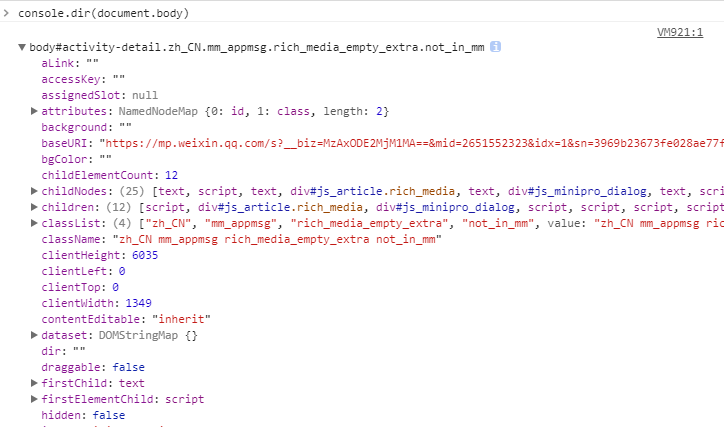 > console.dir(document.body)
VM921:1
▼ body#activity-detail.zh_CN.mm_appmsg.rich_media_empty_extra.not_in_mm i
aLink: ""
accessKey: ""
assignedSlot: null
▶ attributes: NamedNodeMap {0: id, 1: class, length: 2}
background: ""
baseURI: "https://mp.weixin.qq.com/s?__biz=MzAxODE2MjM1MA==&mid=2651552323&idx=1&sn=3969b23673fe028ae77f
bgColor: ""
childElementCount: 12
▶ childNodes: (25) [text, script, text, div#js_article.rich_media, text, div#js_minipro_dialog, text, scri
▶ children: (12) [script, div#js_article.rich_media, div#js_minipro_dialog, script, script, script, script,
▶ classList: (4) ["zh_CN", "mm_appmsg", "rich_media_empty_extra", "not_in_mm", value: "zh_CN mm_appmsg ric
className: "zh_CN mm_appmsg rich_media_empty_extra not_in_mm"
clientHeight: 6035
clientLeft: 0
clientTop: 0
clientWidth: 1349
contentEditable: "inherit"
▶ dataset: DOMStringMap {}
dir: ""
draggable: false
▶ firstChild: text
▶ firstElementChild: script
hidden: false